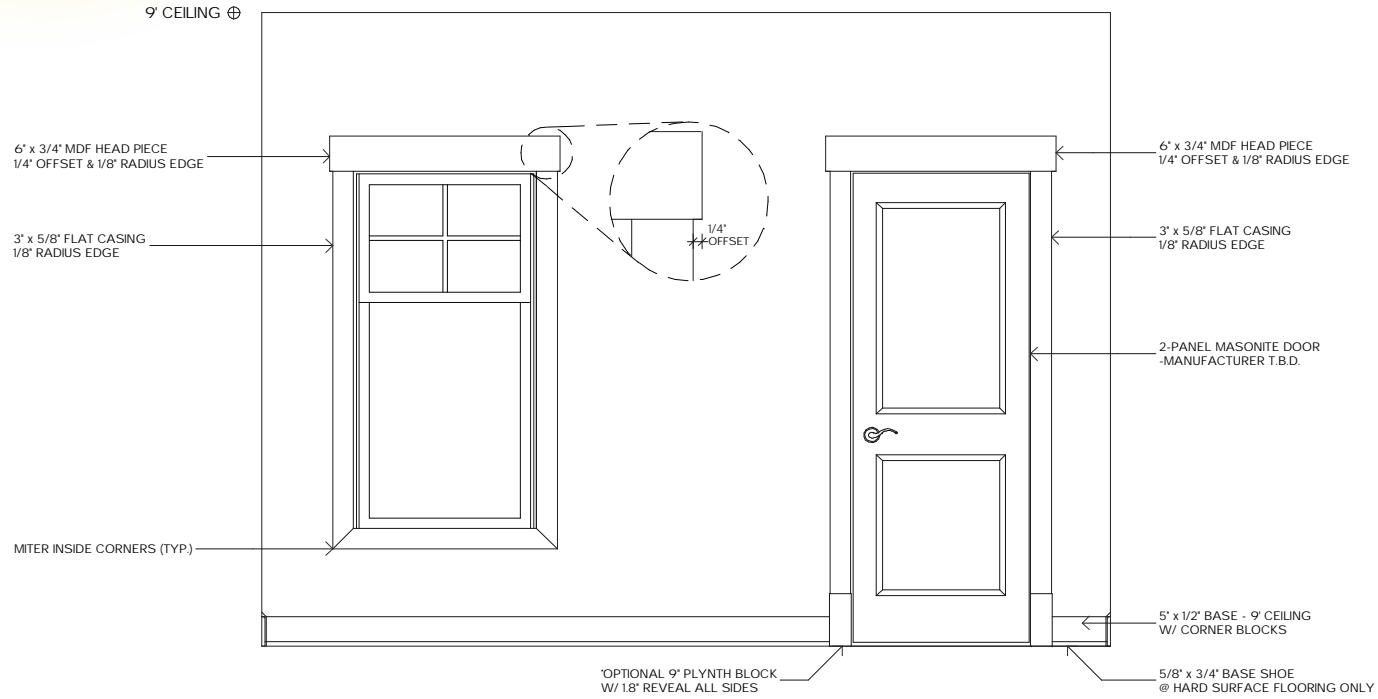 9' CEILING
6" x 3/4" MDF HEAD PIECE
1/4" OFFSET & 1/8" RADIUS EDGE
3" x 5/8" FLAT CASING
1/8" RADIUS EDGE
MITER INSIDE CORNERS (TYP.)
1/4"
OFFSET
6" x 3/4" MDF HEAD PIECE
1/4" OFFSET & 1/8" RADIUS EDGE
3" x 5/8" FLAT CASING
1/8" RADIUS EDGE
2-PANEL MASONITE DOOR
-MANUFACTURER T.B.D.
5" x 1/2" BASE - 9' CEILING
W/ CORNER BLOCKS
"OPTIONAL 9" PLYNTH BLOCK
W/ 1.8" REVEAL ALL SIDES
5/8" x 3/4" BASE SHOE
@ HARD SURFACE FLOORING ONLY